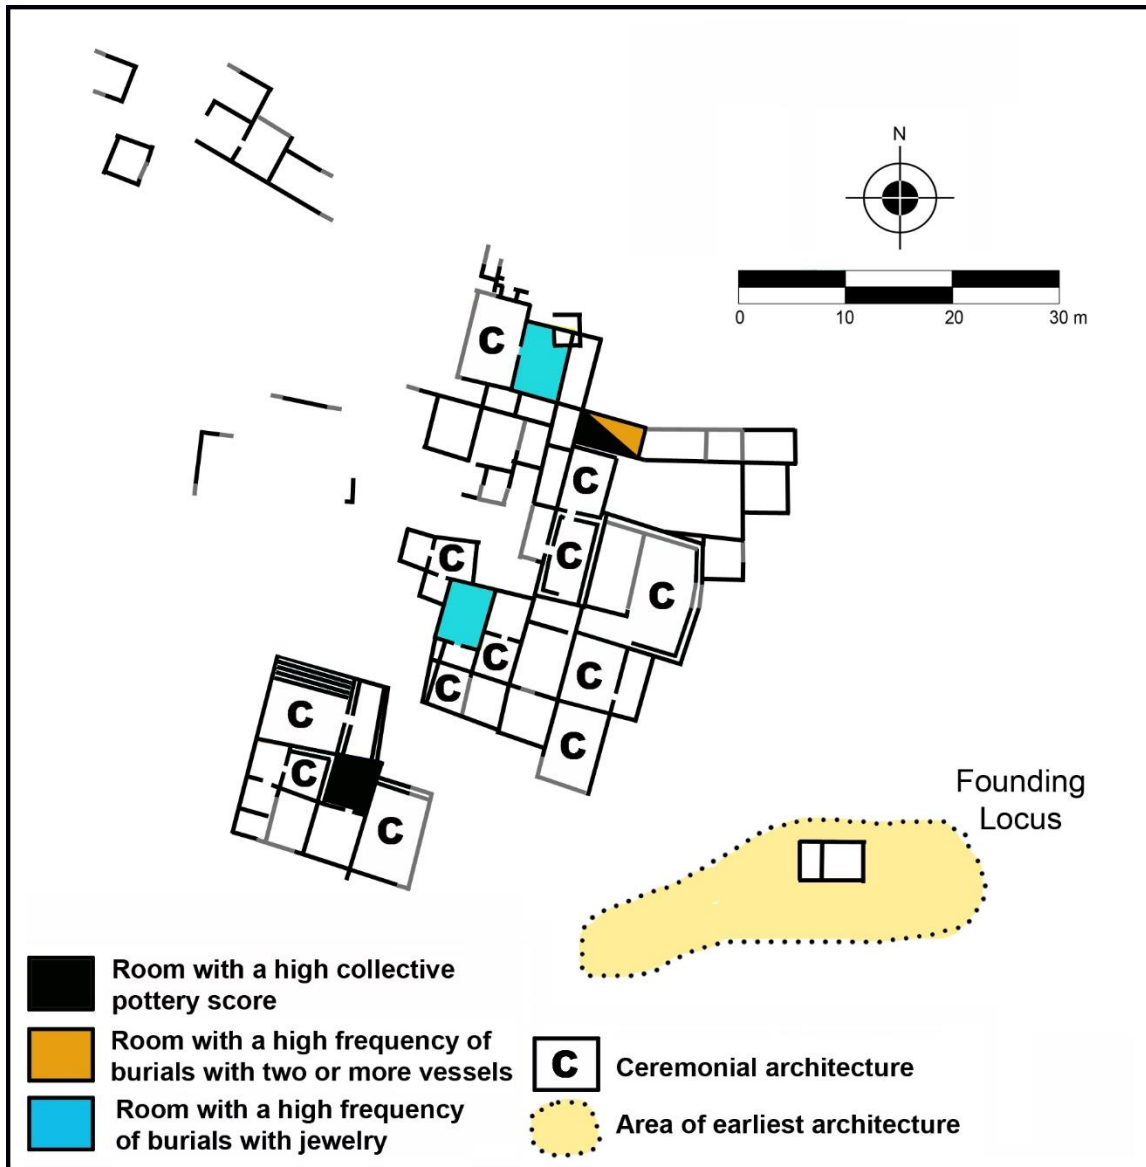 N
0 10 20 30 m
C
C
C
C
C
C
C
C
C
C
C
C
Founding
Locus
Room with a high collective
pottery score
Room with a high frequency of
burials with two or more vessels
Room with a high frequency
of burials with jewelry
C Ceremonial architecture
Area of earliest architecture